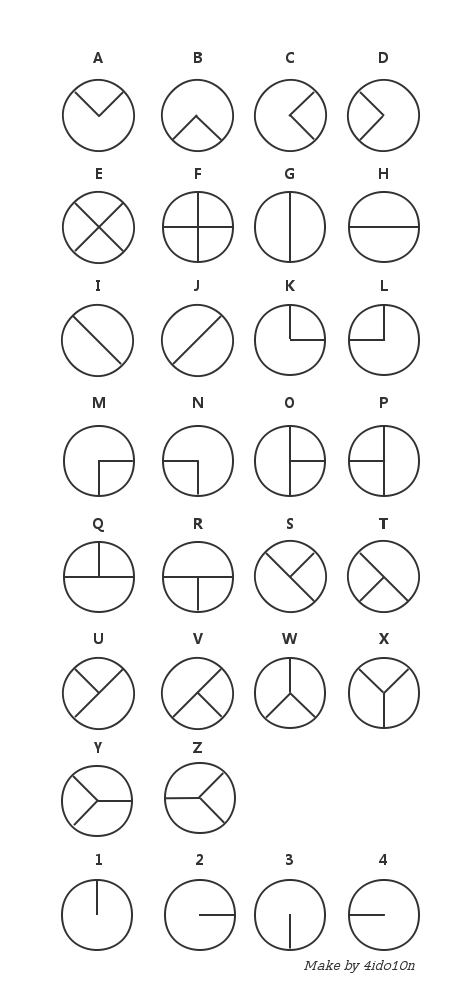 A B C D
E F G H
I J K L
M N O P
Q R S T
U V W X
Y Z
1 2 3 4
Make by 4ido10n